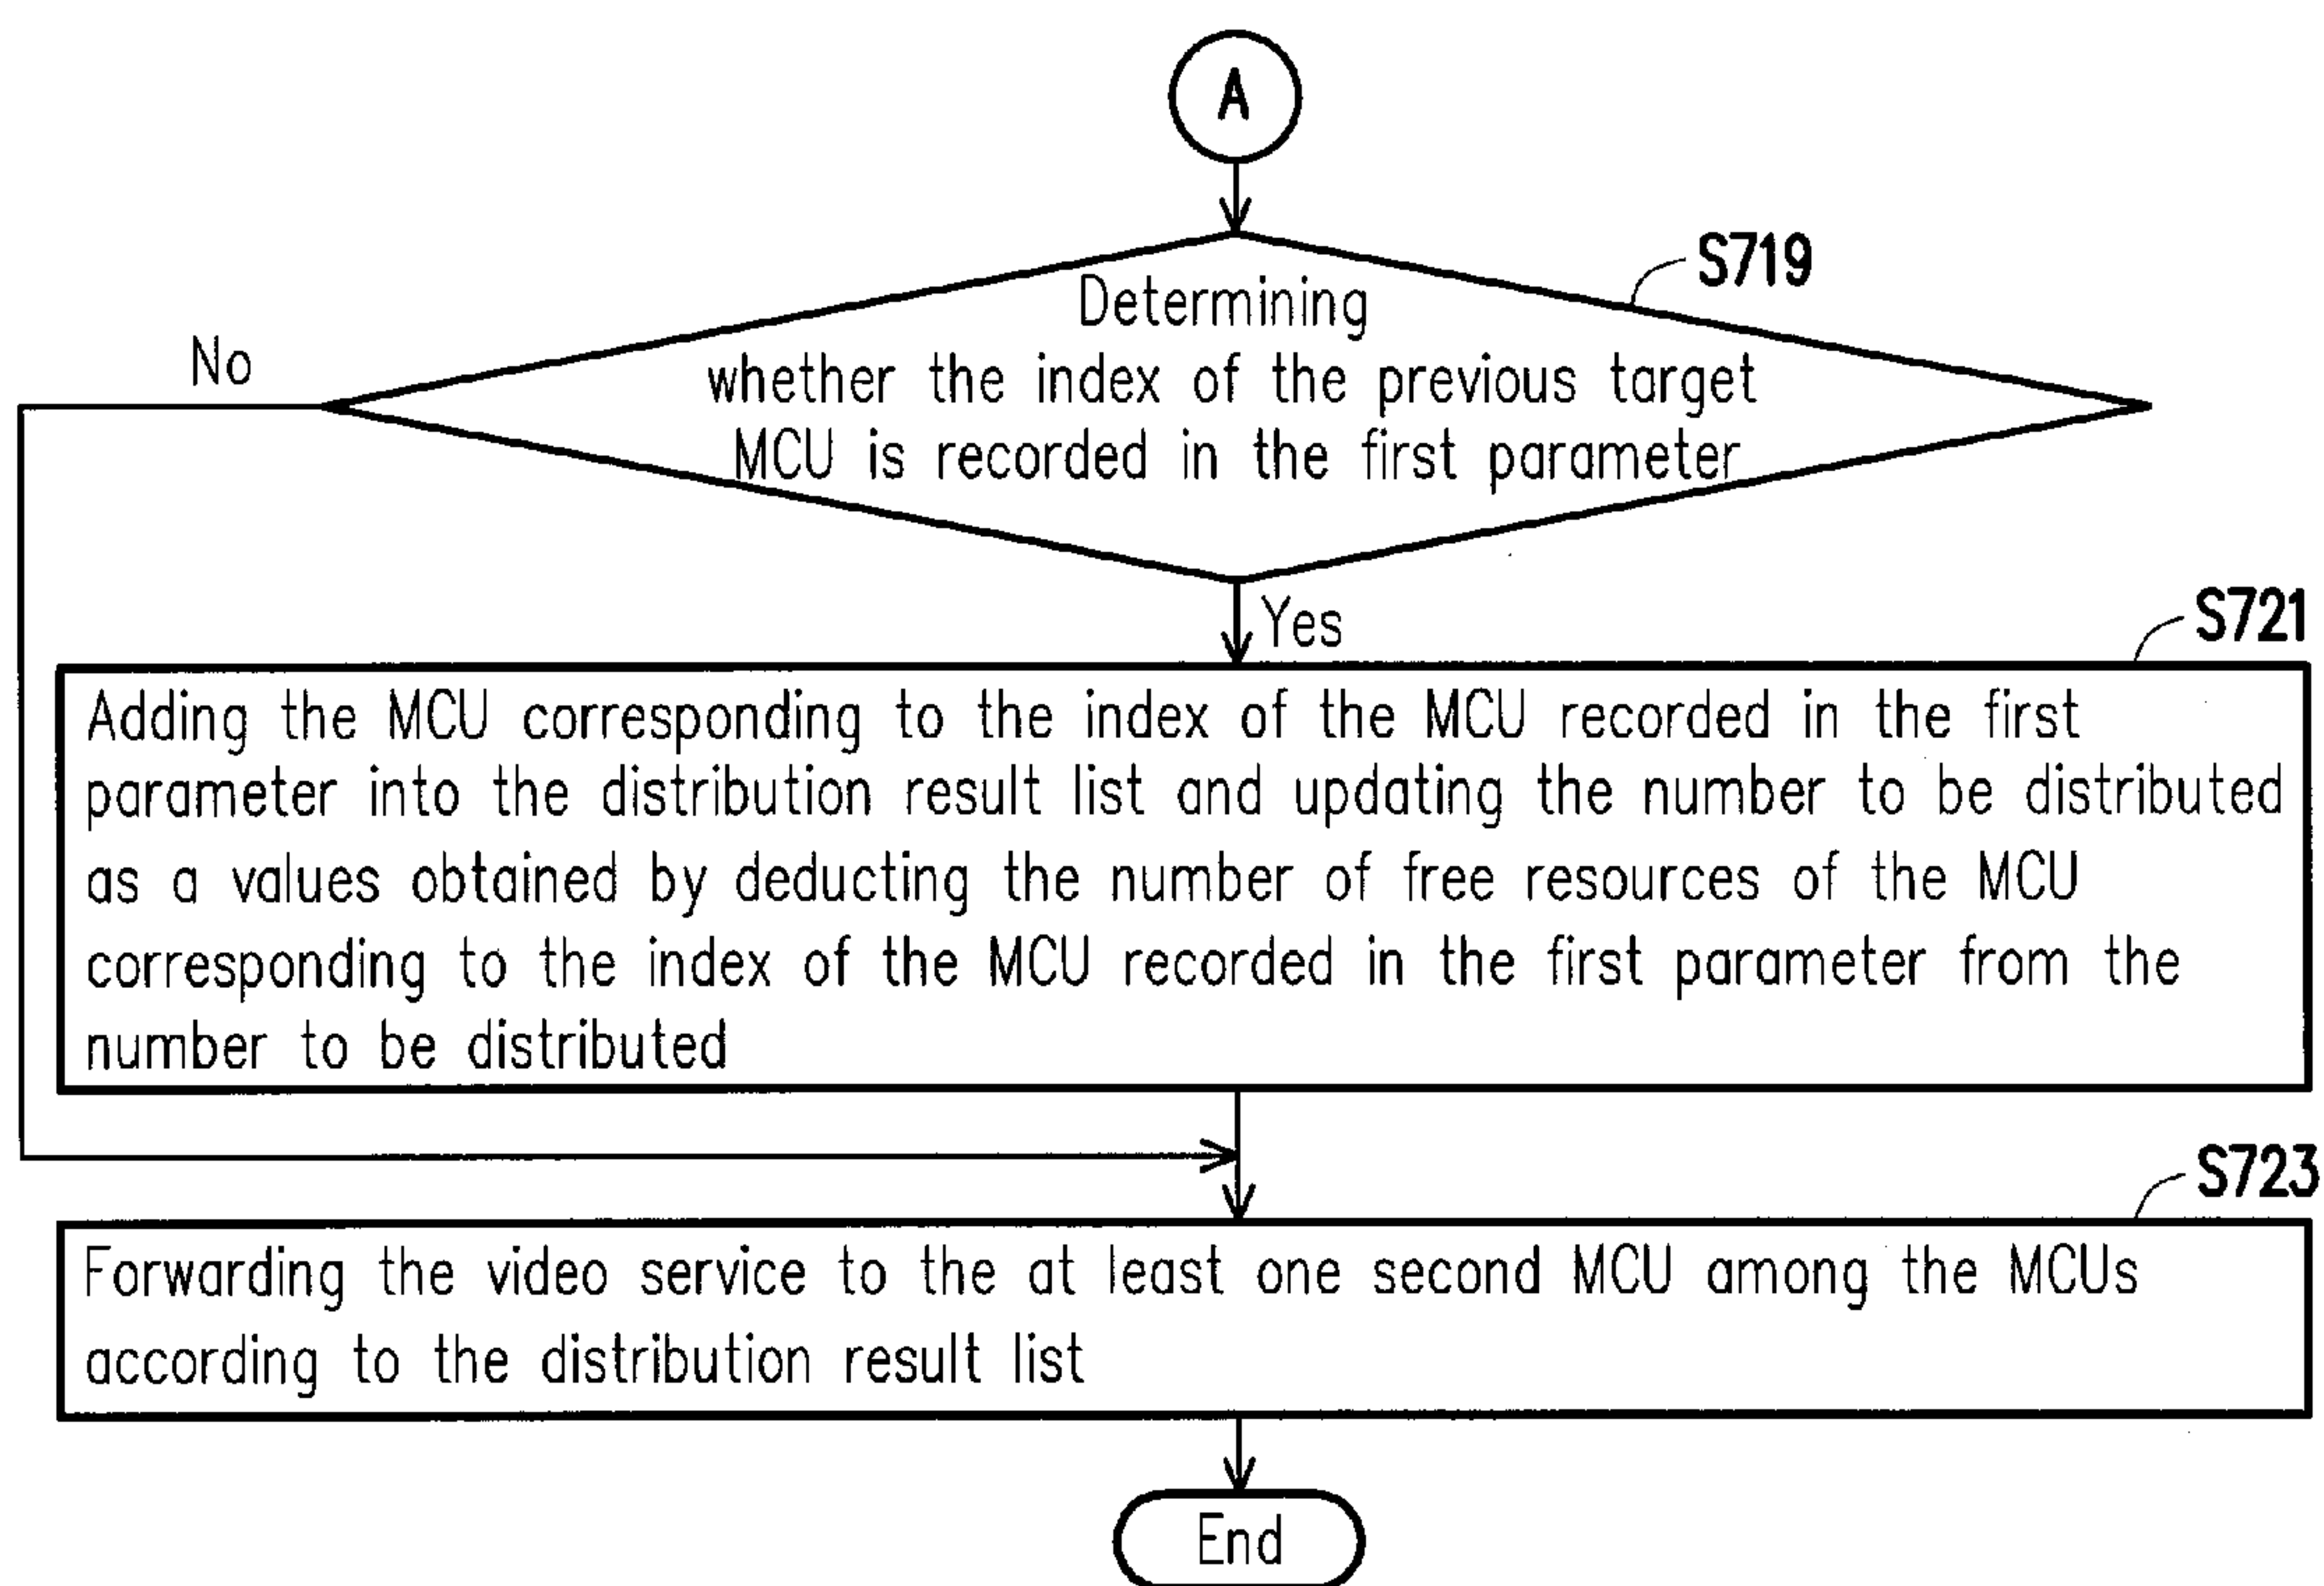 A
S719
Determining
whether the index of the previous target
MCU is recorded in the first parameter
No
Yes
S721
Adding the MCU corresponding to the index of the MCU recorded in the first
parameter into the distribution result list and updating the number to be distributed
as a values obtained by deducting the number of free resources of the MCU
corresponding to the index of the MCU recorded in the first parameter from the
number to be distributed
S723
Forwarding the video service to the at least one second MCU among the MCUs
according to the distribution result list
End